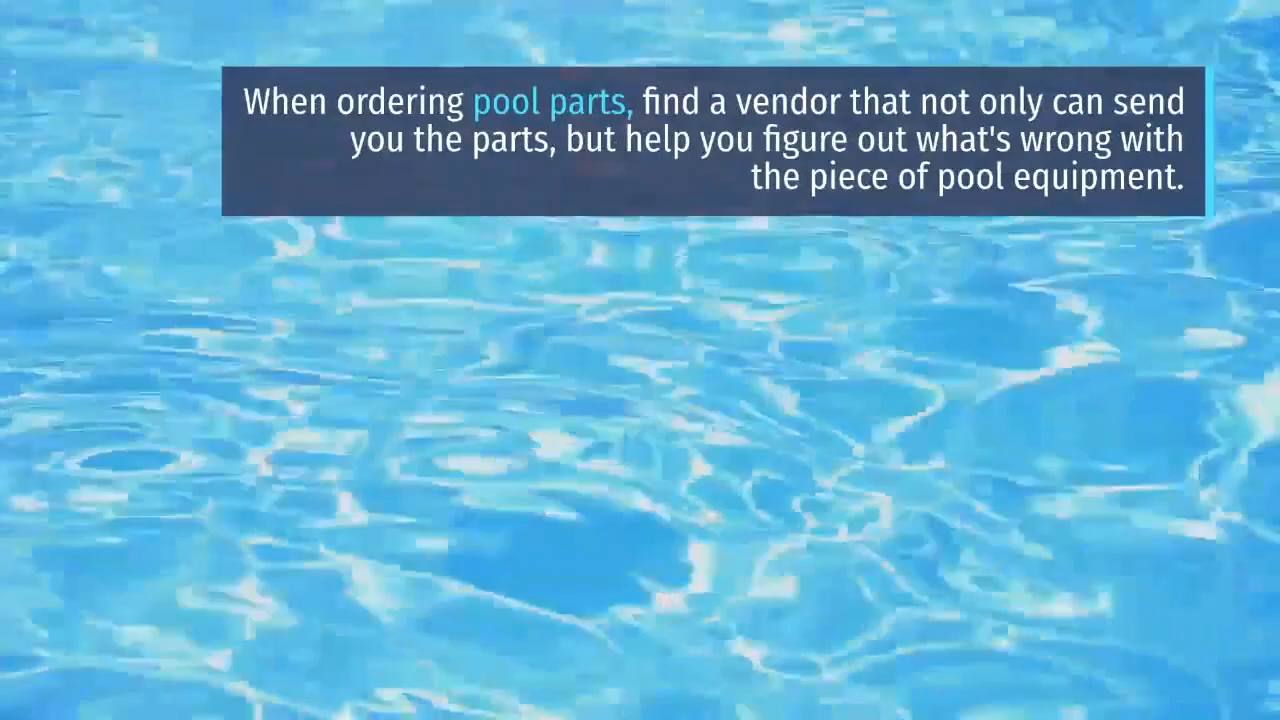 When ordering pool parts, find a vendor that not only can send
you the parts, but help you figure out what's wrong with
the piece of pool equipment.